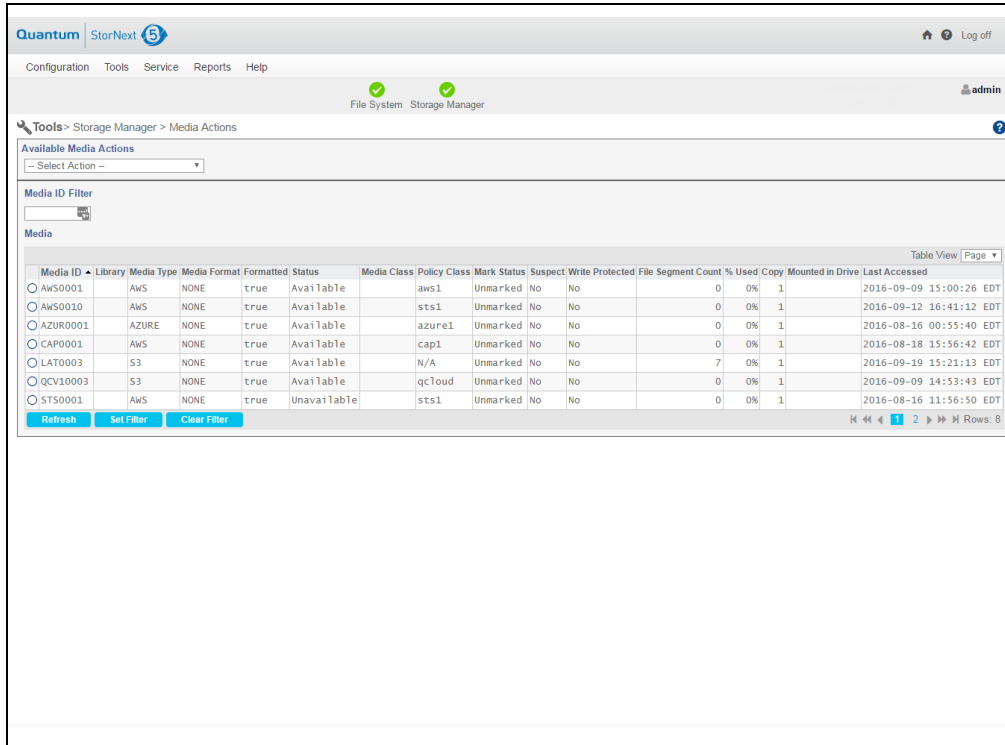 Quantum StorNext 5 Log off
Configuration Tools Service Reports Help
File System Storage Manager admin
Tools> Storage Manager > Media Actions ?
Available Media Actions
-- Select Action --
Media ID Filter
Media
Table View Page
Media ID Library Media Type Media Format Formatted Status Media Class Policy Class Mark Status Suspect Write Protected File Segment Count % Used Copy Mounted in Drive Last Accessed
AWS0001 AWS NONE true Available aws1 Unmarked No No 0 0% 1 2016-09-09 15:00:26 EDT
AWS0010 AWS NONE true Available sts1 Unmarked No No 0 0% 1 2016-09-12 16:41:12 EDT
AZUR0001 AZURE NONE true Available azure1 Unmarked No No 0 0% 1 2016-08-16 00:55:40 EDT
CAP0001 AWS NONE true Available cap1 Unmarked No No 0 0% 1 2016-08-18 15:56:42 EDT
LAT0003 S3 NONE true Available N/A Unmarked No No 7 0% 1 2016-09-19 15:21:13 EDT
QCV10003 S3 NONE true Available qcloud Unmarked No No 0 0% 1 2016-09-09 14:53:43 EDT
STS0001 AWS NONE true Unavailable sts1 Unmarked No No 0 0% 1 2016-08-16 11:56:50 EDT
Refresh Set Filter Clear Filter 1 2 Rows: 8